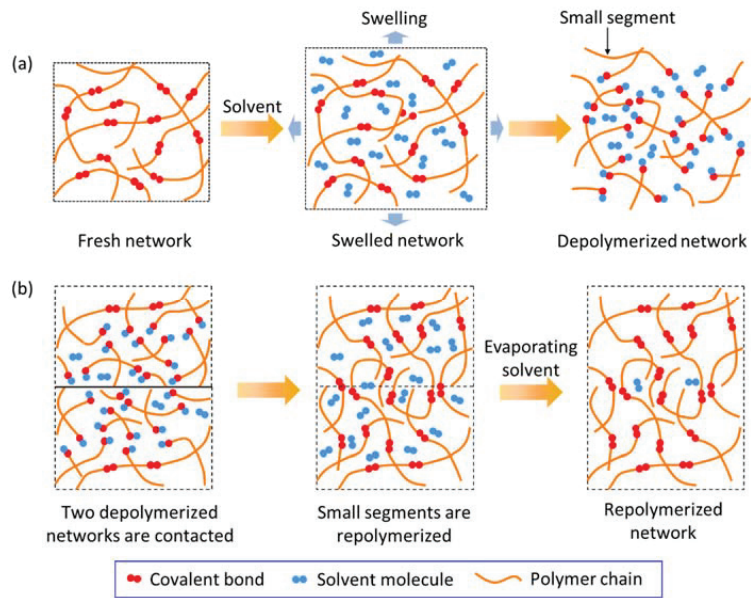 Swelling
Small segment
(a)
Solvent
Fresh network
Swelled network
Depolymerized network
(b)
Evaporating
solvent
Two depolymerized
networks are contacted
Small segments are
repolymerized
Repolymerized
network
Covalent bond
Solvent molecule
Polymer chain